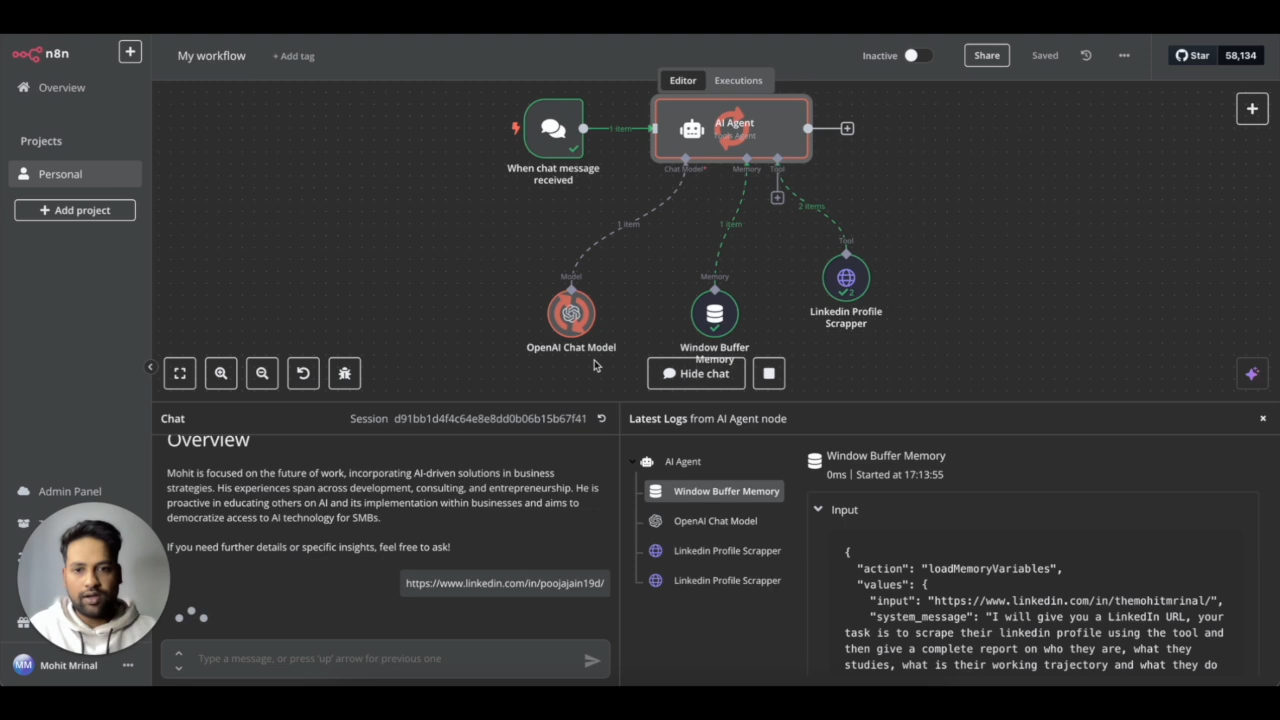 n8n
My workflow
+ Add tag
Inactive
Share
Saved
Star
58,134
Overview
Projects
Personal
+ Add project
Editor
Executions
1 item
AI Agent
Tools Agent
When chat message
received
Chat Model*
Memory
Tool
1 item
1 item
2 items
Model
Memory
Tool
2
OpenAI Chat Model
Window Buffer
Memory
Linkedin Profile
Scrapper
Hide chat
Chat
Session d91bb1d4f4c64e8e8dd0b06b15b67f41
Latest Logs from AI Agent node
Overview
Mohit is focused on the future of work, incorporating AI-driven solutions in business
strategies. His experiences span across development, consulting, and entrepreneurship. He is
proactive in educating others on AI and its implementation within businesses and aims to
democratize access to AI technology for SMBs.
If you need further details or specific insights, feel free to ask!
https://www.linkedin.com/in/poojajain19d/
Type a message, or press 'up' arrow for previous one
AI Agent
Window Buffer Memory
OpenAI Chat Model
Linkedin Profile Scrapper
Linkedin Profile Scrapper
Window Buffer Memory
0ms | Started at 17:13:55
Input
{
"action": "loadMemoryVariables",
"values": {
"input": "https://www.linkedin.com/in/themohitmrinal/",
"system_message": "I will give you a LinkedIn URL, your
task is to scrape their linkedin profile using the tool and
then give a complete report on who they are, what they
studies, what is their working trajectory and what they do
Admin Panel
MM
Mohit Mrinal